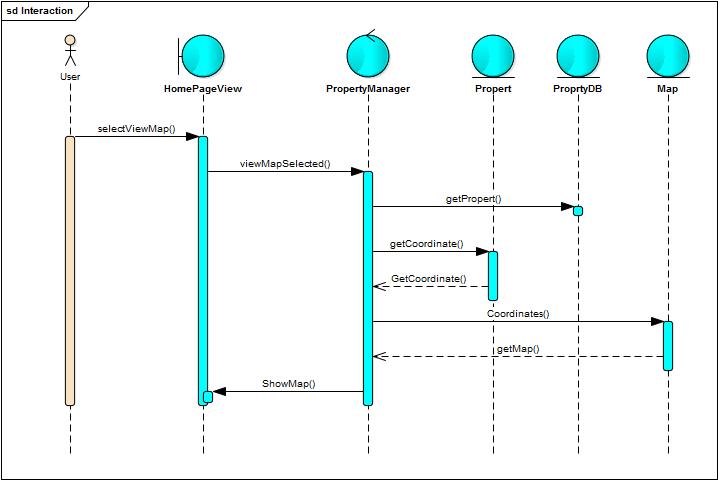 sd Interaction
User
HomePageView
PropertyManager
Propert
ProprtyDB
Map
selectViewMap()
viewMapSelected()
getPropert()
getCoordinate()
GetCoordinate()
Coordinates()
getMap()
ShowMap()